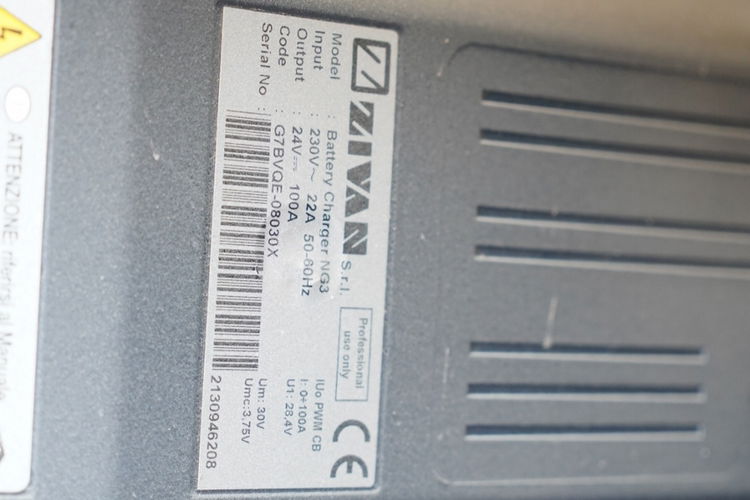 ZIVAN S.r.l.
Professional
use only
CE
Model : Battery Charger NG3
Input : 230V~ 22A 50-60Hz
Output : 24V⎓ 100A
Code : G7BVQE-08030X
Serial No :
IUo PWM CB
I: 0÷100A
U1: 28,4V
Um: 30V
Umc:3,75V
2130946208
ATTENZIONE: riferirsi al Manuale